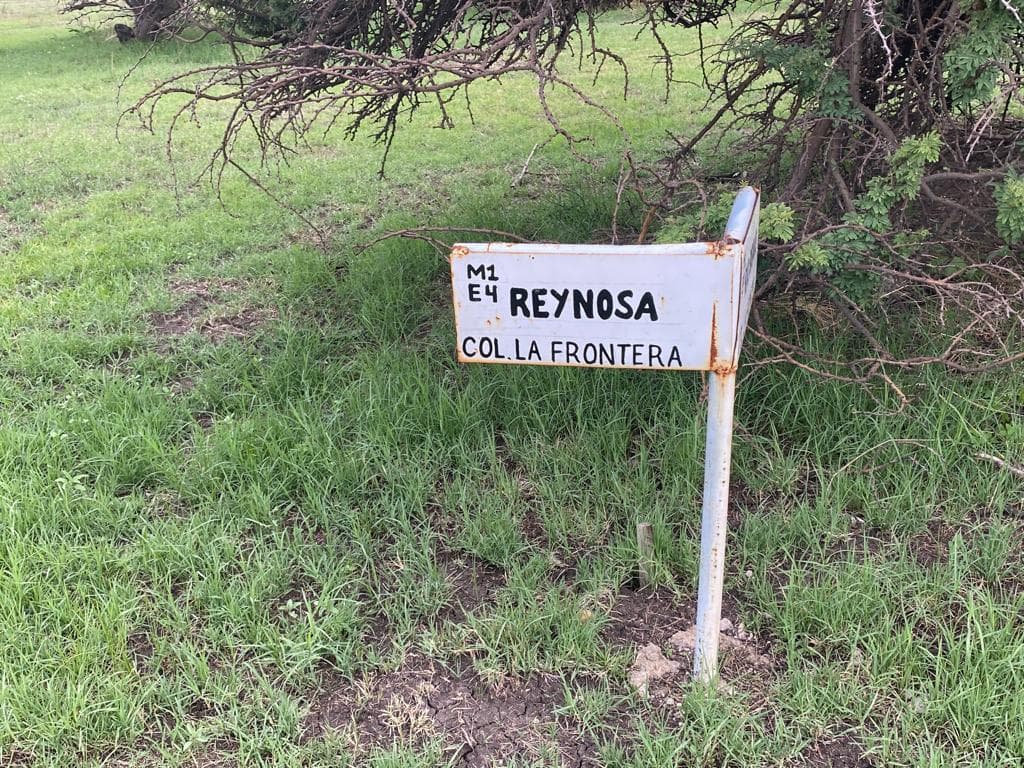 M1
E4 REYNOSA
COL. LA FRONTERA